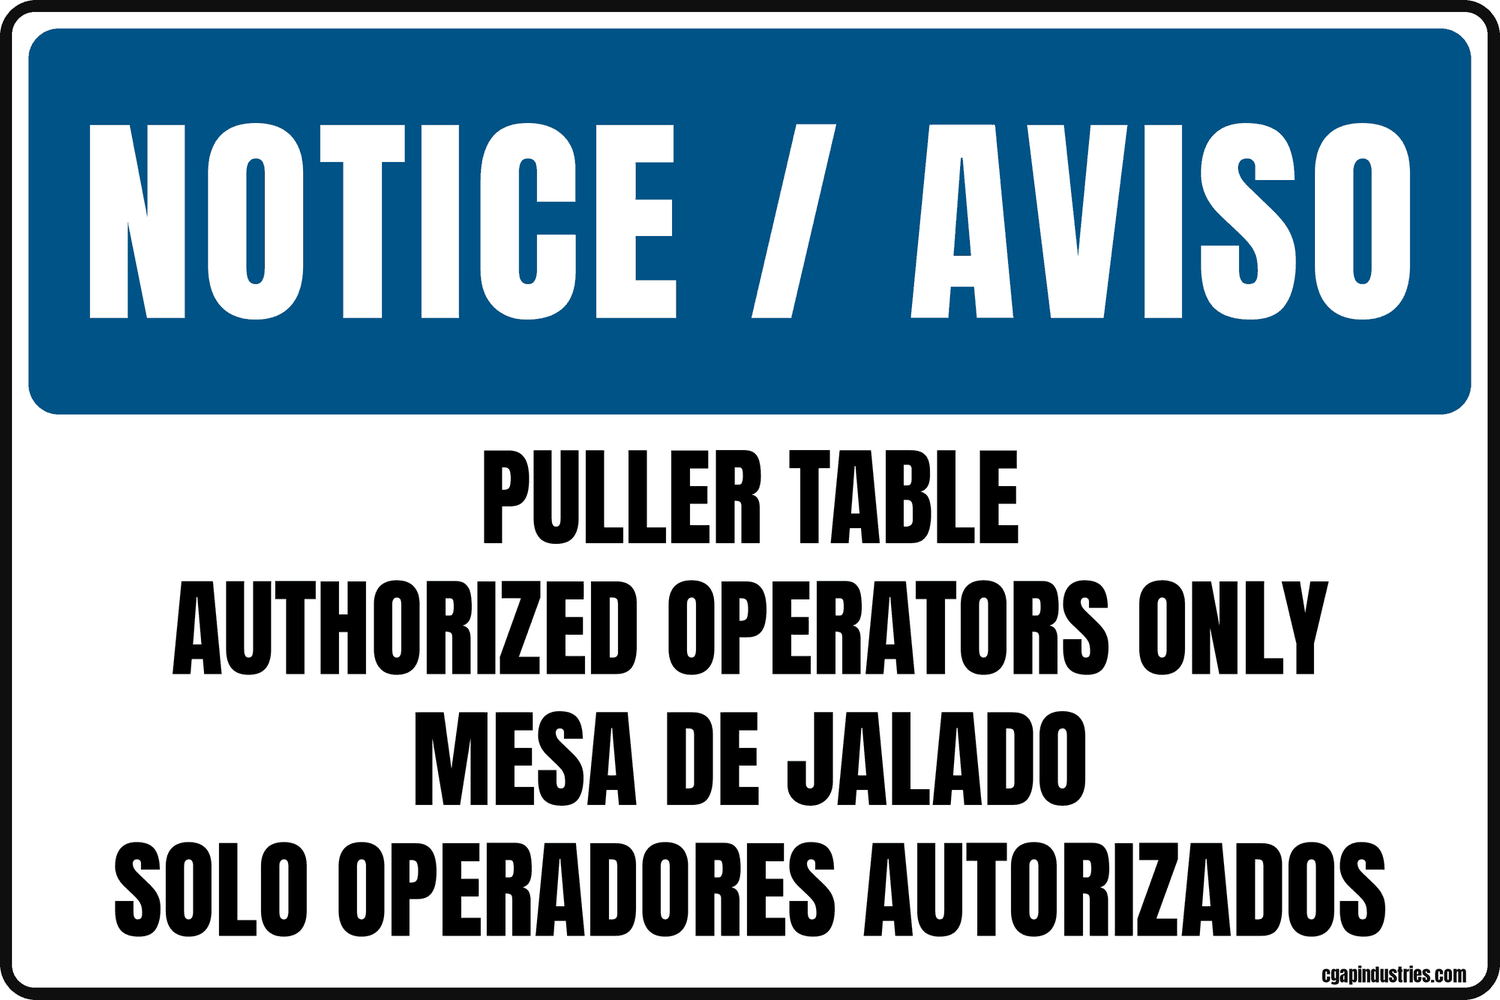 NOTICE / AVISO
PULLER TABLE
AUTHORIZED OPERATORS ONLY
MESA DE JALADO
SOLO OPERADORES AUTORIZADOS
cgapindustries.com